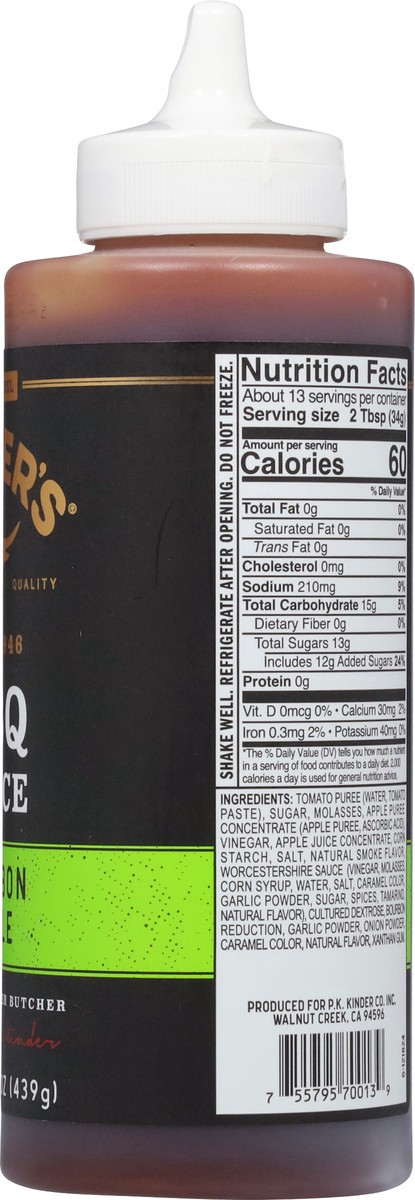 ER'S®
QUALITY
Q
CE
BON
LE
ER BUTCHER
OZ (439g)
SHAKE WELL. REFRIGERATE AFTER OPENING. DO NOT FREEZE.
Nutrition Facts
About 13 servings per container
Serving size 2 Tbsp (34g)
Amount per serving
Calories 60
% Daily Value*
Total Fat 0g 0%
Saturated Fat 0g 0%
Trans Fat 0g
Cholesterol 0mg 0%
Sodium 210mg 9%
Total Carbohydrate 15g 5%
Dietary Fiber 0g 0%
Total Sugars 13g
Includes 12g Added Sugars 24%
Protein 0g
Vit. D 0mcg 0% • Calcium 30mg 2%
Iron 0.3mg 2% • Potassium 40mg 0%
*The % Daily Value (DV) tells you how much a nutrient
in a serving of food contributes to a daily diet. 2,000
calories a day is used for general nutrition advice.
INGREDIENTS: TOMATO PUREE (WATER, TOMATO
PASTE), SUGAR, MOLASSES, APPLE PUREE
CONCENTRATE (APPLE PUREE, ASCORBIC ACID),
VINEGAR, APPLE JUICE CONCENTRATE, CORN
STARCH, SALT, NATURAL SMOKE FLAVOR,
WORCESTERSHIRE SAUCE (VINEGAR, MOLASSES,
CORN SYRUP, WATER, SALT, CARAMEL COLOR,
GARLIC POWDER, SUGAR, SPICES, TAMARIND,
NATURAL FLAVOR), CULTURED DEXTROSE, BOURBON
REDUCTION, GARLIC POWDER, ONION POWDER,
CARAMEL COLOR, NATURAL FLAVOR, XANTHAN GUM.
PRODUCED FOR P.K. KINDER CO. INC.
WALNUT CREEK, CA 94596
7 55795 70013 9